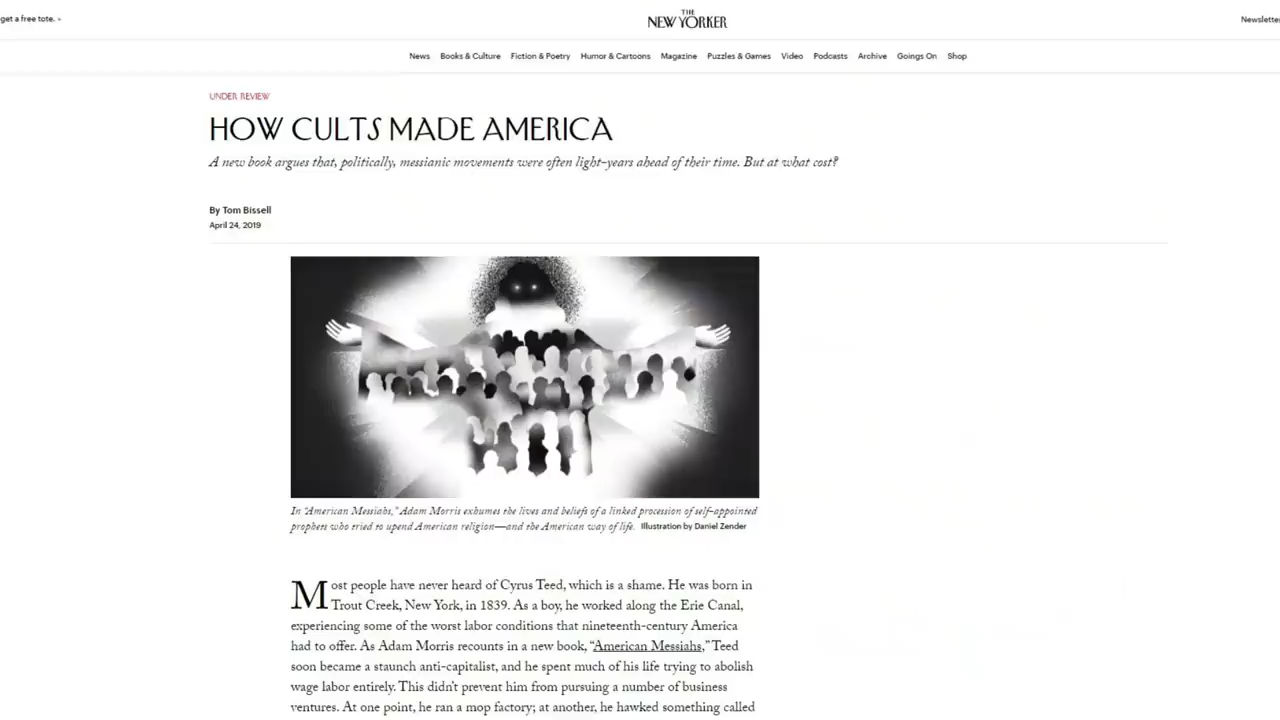 get a free tote. >
THE
NEW YORKER
Newsletter
News Books & Culture Fiction & Poetry Humor & Cartoons Magazine Puzzles & Games Video Podcasts Archive Goings On Shop
UNDER REVIEW
HOW CULTS MADE AMERICA
A new book argues that, politically, messianic movements were often light-years ahead of their time. But at what cost?
By Tom Bissell
April 24, 2019
In “American Messiahs,” Adam Morris exhumes the lives and beliefs of a linked procession of self-appointed
prophets who tried to upend American religion—and the American way of life. Illustration by Daniel Zender
Most people have never heard of Cyrus Teed, which is a shame. He was born in
Trout Creek, New York, in 1839. As a boy, he worked along the Erie Canal,
experiencing some of the worst labor conditions that nineteenth-century America
had to offer. As Adam Morris recounts in a new book, “American Messiahs,” Teed
soon became a staunch anti-capitalist, and he spent much of his life trying to abolish
wage labor entirely. This didn’t prevent him from pursuing a number of business
ventures. At one point, he ran a mop factory; at another, he hawked something called